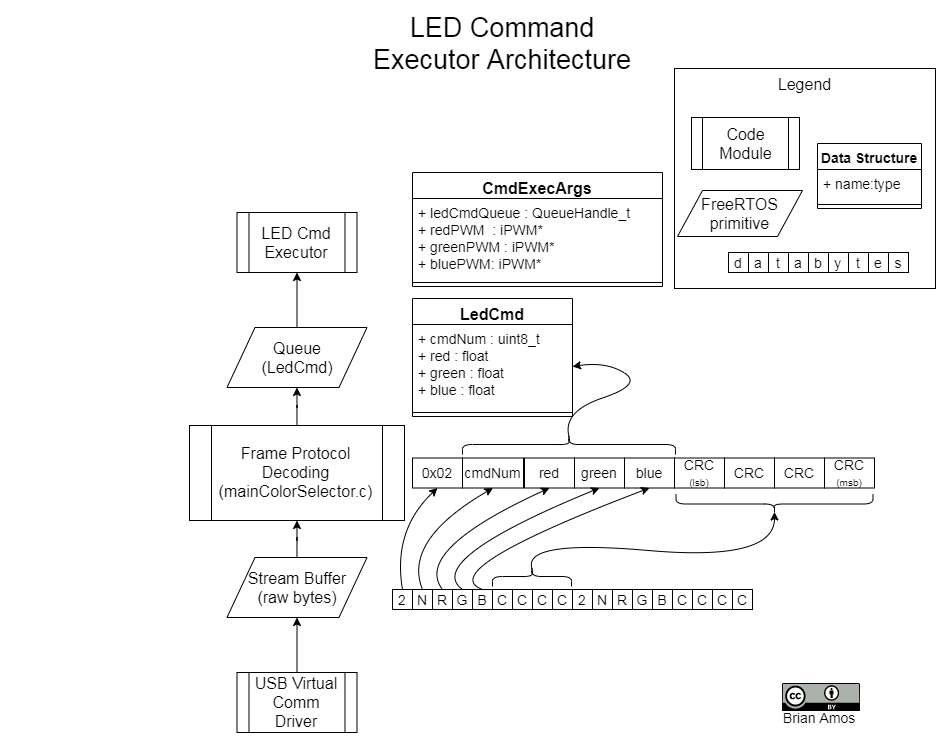 LED Command
Executor Architecture
Legend
Code
Module
Data Structure
+ name:type
FreeRTOS
primitive
d a t a b y t e s
CmdExecArgs
+ ledCmdQueue : QueueHandle_t
+ redPWM : iPWM*
+ greenPWM : iPWM*
+ bluePWM: iPWM*
LED Cmd
Executor
LedCmd
+ cmdNum : uint8_t
+ red : float
+ green : float
+ blue : float
Queue
(LedCmd)
Frame Protocol
Decoding
(mainColorSelector.c)
0x02 cmdNum red green blue CRC (lsb) CRC CRC CRC (msb)
Stream Buffer
(raw bytes)
2 N R G B C C C C 2 N R G B C C C C
USB Virtual
Comm
Driver
cc BY
Brian Amos